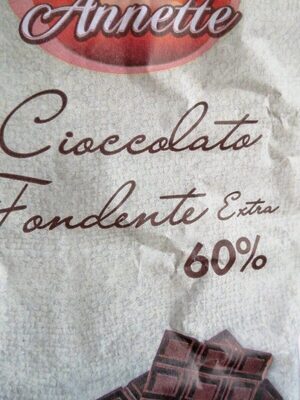 Annette
Cioccolato
Fondente Extra
60%